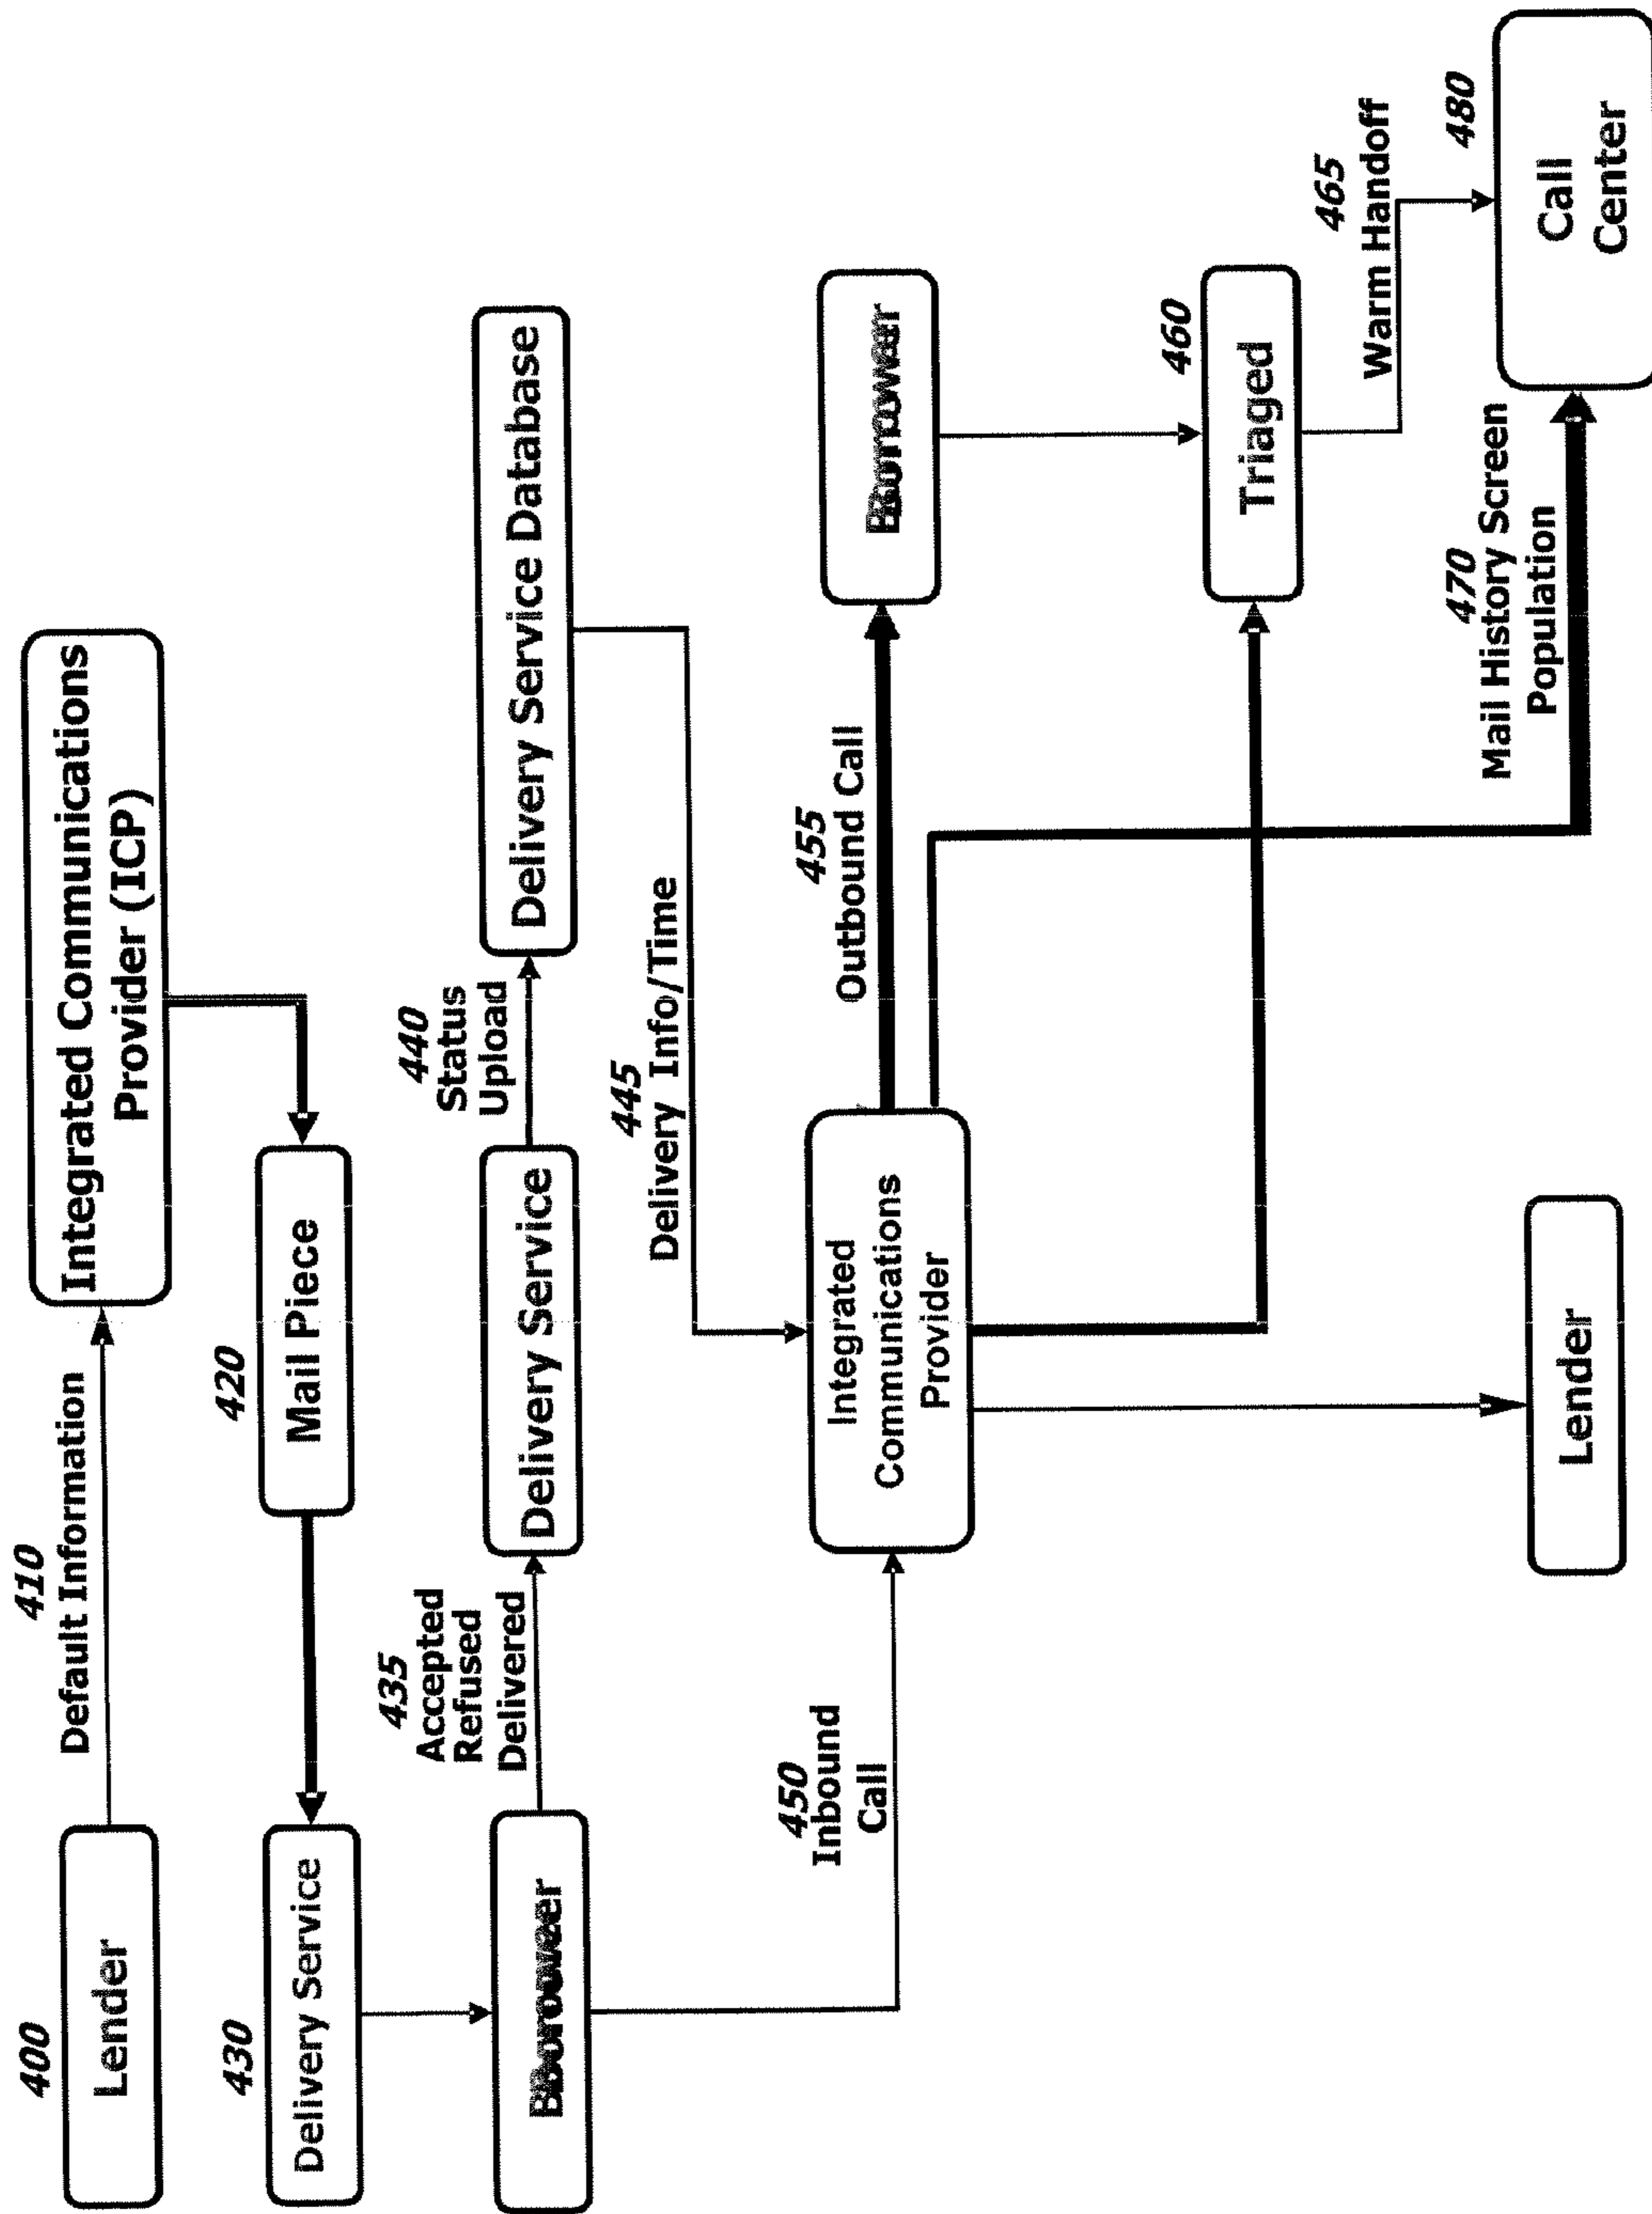 400
Lender
410
Default Information
Integrated Communications
Provider (ICP)
430
Delivery Service
420
Mail Piece
Borrower
435
Accepted
Refused
Delivered
Delivery Service
440
Status
Upload
Delivery Service Database
445
Delivery Info/Time
450
Inbound
Call
Integrated
Communications
Provider
455
Outbound Call
Borrower
460
Triaged
465
Warm Handoff
470
Mail History Screen
Population
480
Call
Center
Lender